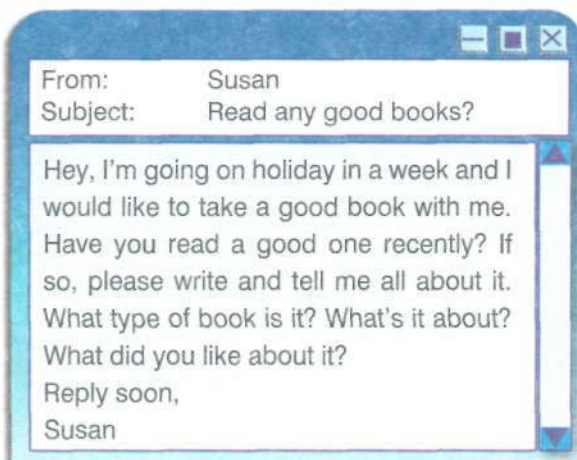 From: Susan
Subject: Read any good books?
Hey, I'm going on holiday in a week and I
would like to take a good book with me.
Have you read a good one recently? If
so, please write and tell me all about it.
What type of book is it? What's it about?
What did you like about it?
Reply soon,
Susan